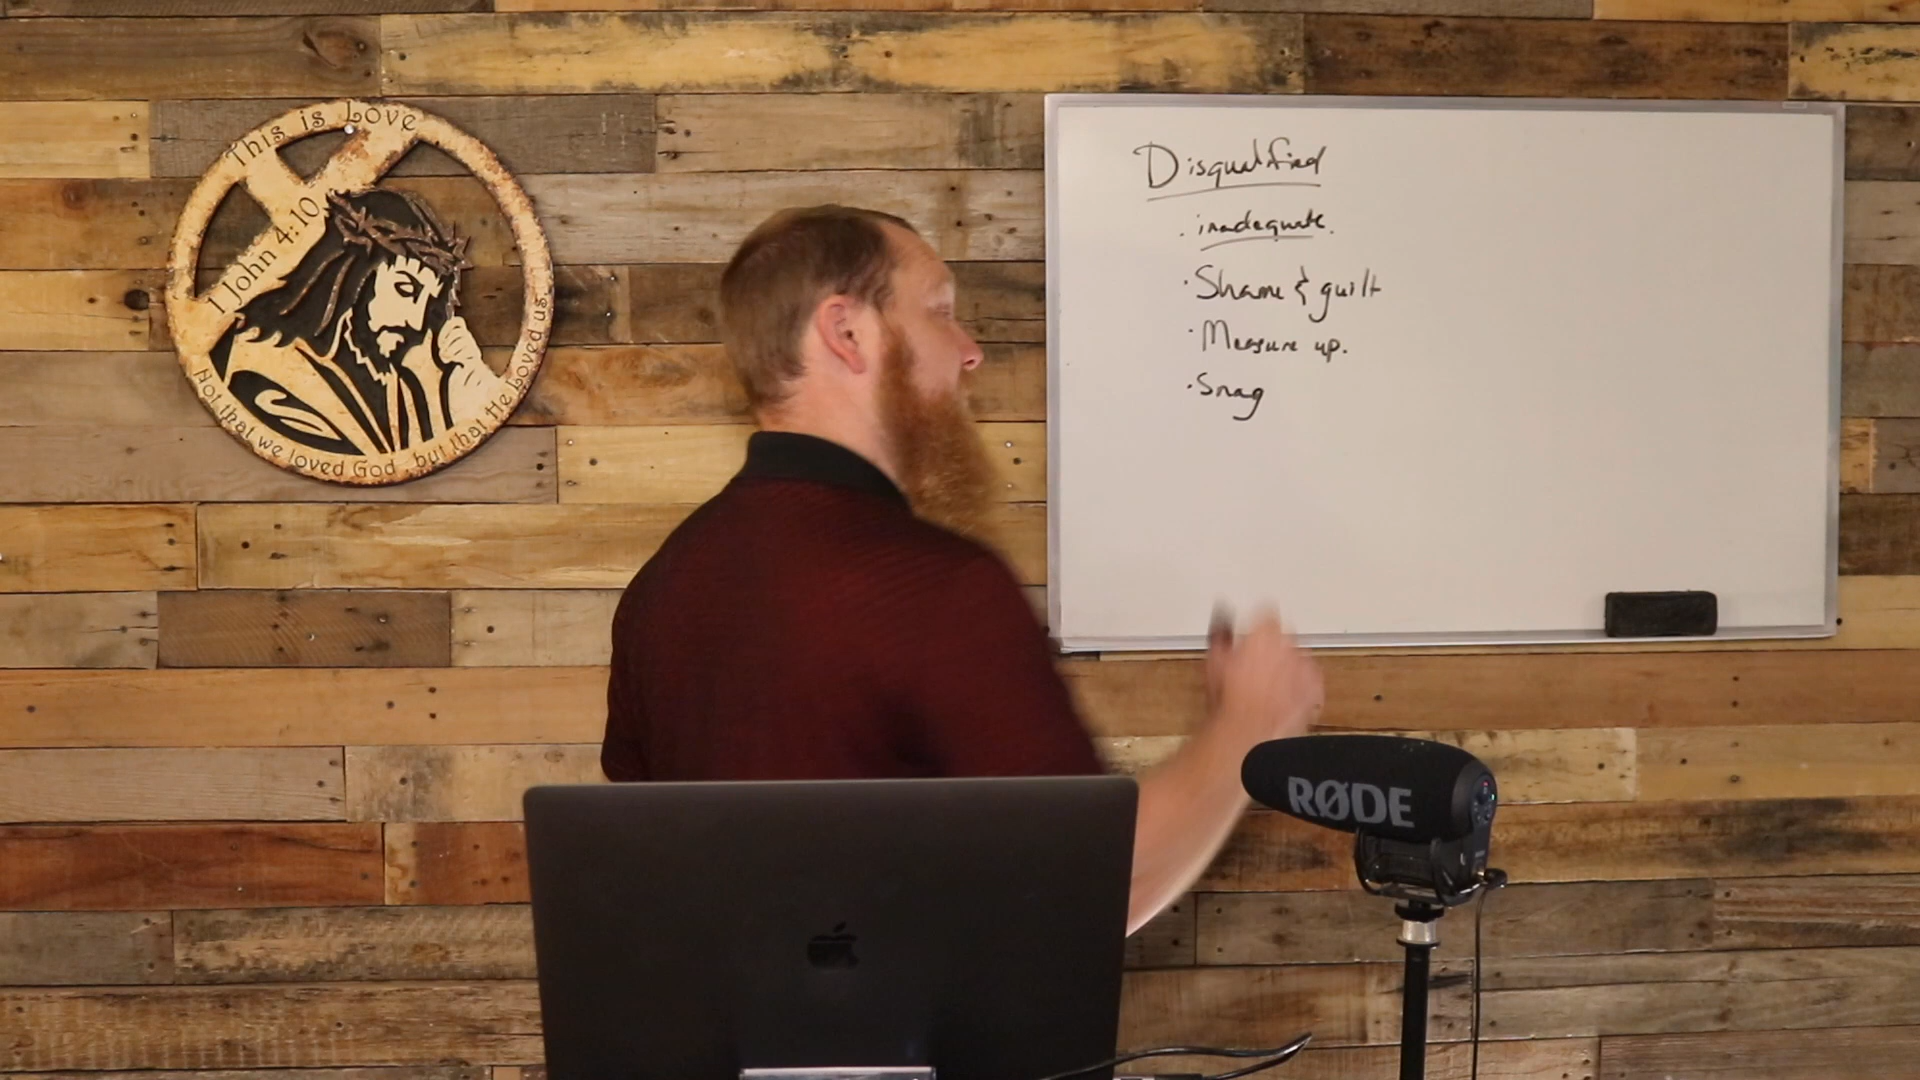 This is Love
1 John 4:10
Not that we loved God but that He Loved us.
Disqualified
. inadequate.
· Shame & guilt
· Measure up.
· Snag
RØDE